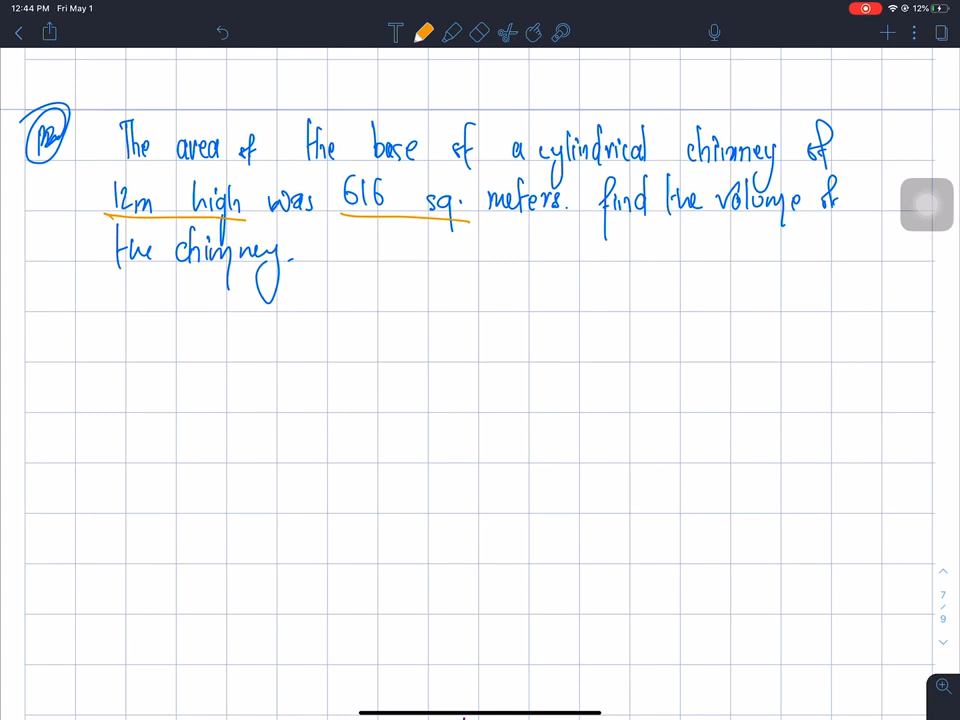 12:44 PM Fri May 1
12%
T
The area of the base of a cylindrical chimney of
12m high was 616 sq. meters. find the volume of
the chimney.
7
/
9